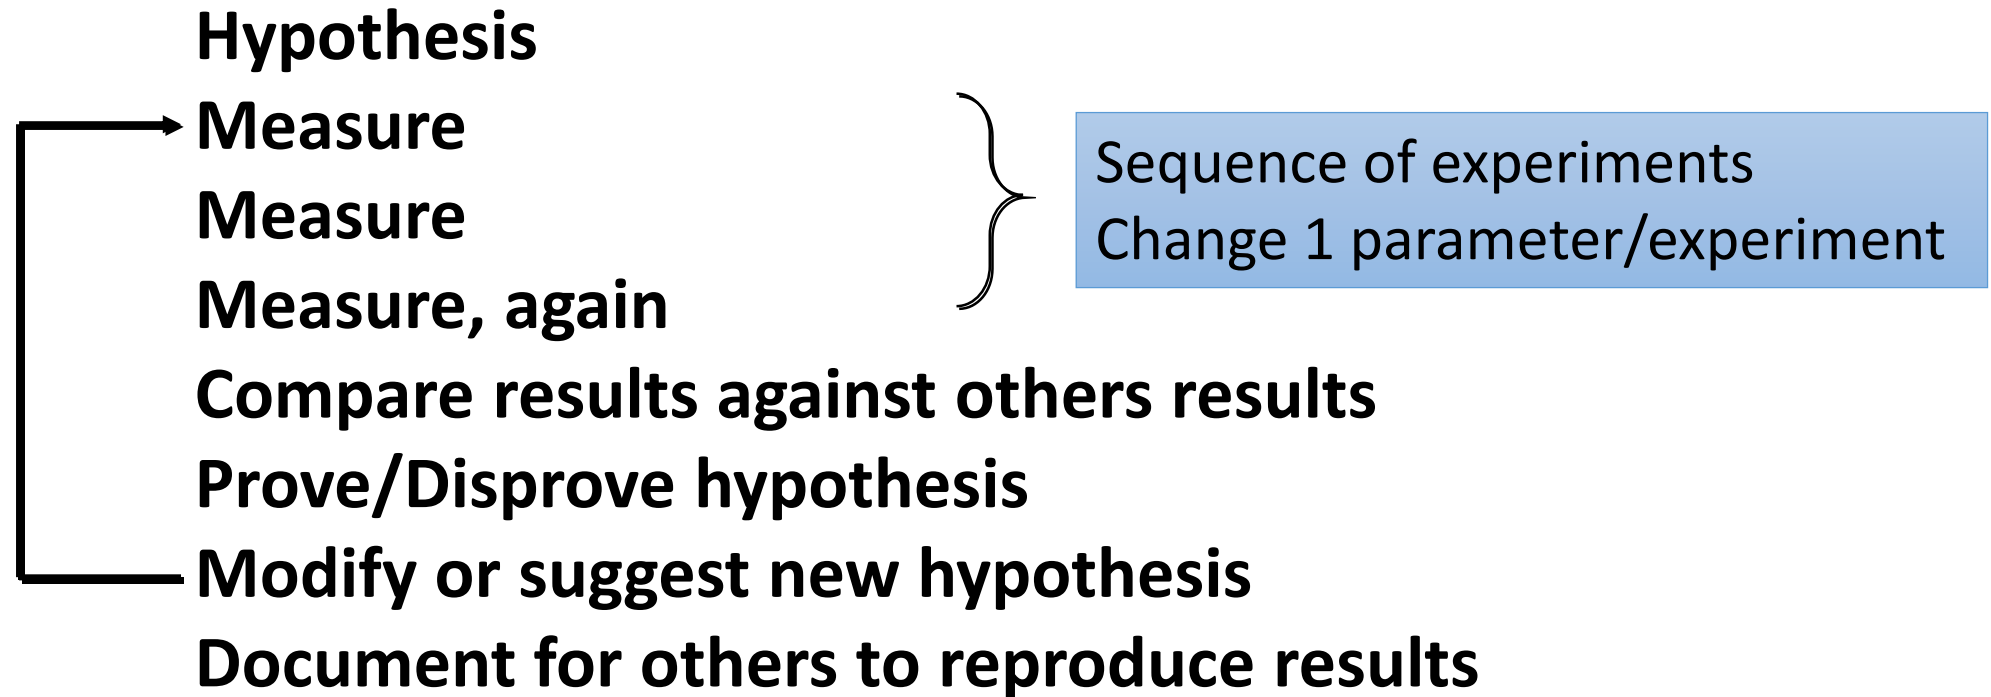 Hypothesis
Measure
Measure
Measure, again
Sequence of experiments
Change 1 parameter/experiment
Compare results against others results
Prove/Disprove hypothesis
Modify or suggest new hypothesis
Document for others to reproduce results